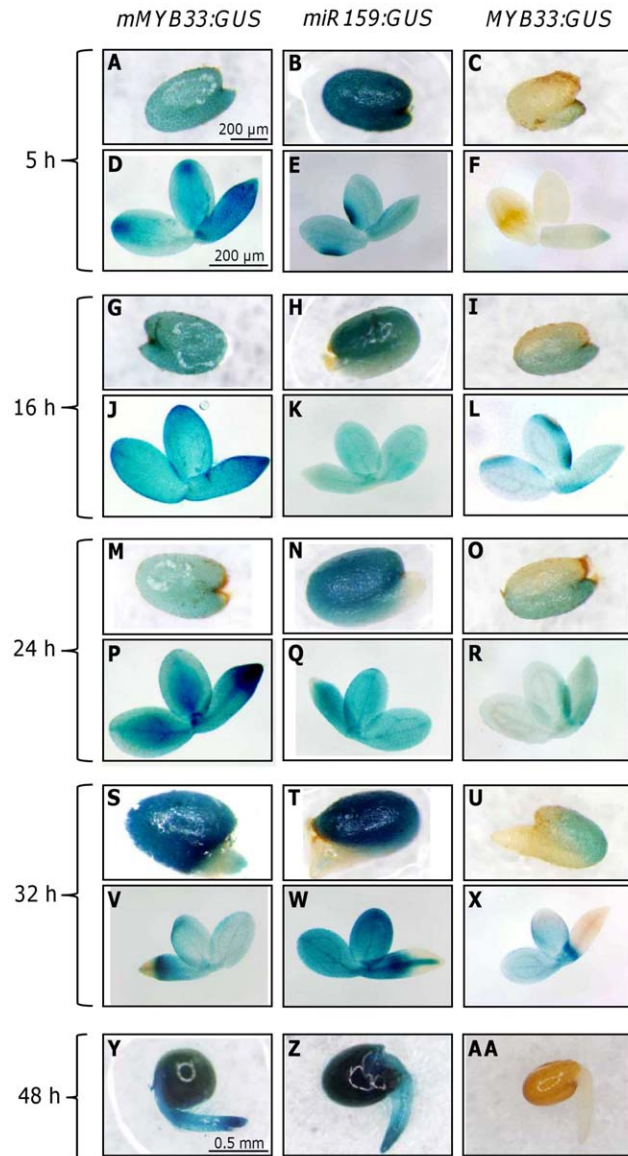 mMYB33:GUS miR159:GUS MYB33:GUS
A B C
200 µm
5 h
D E F
200 µm
G H I
16 h
J K L
M N O
24 h
P Q R
S T U
32 h
V W X
Y Z AA
48 h
0.5 mm